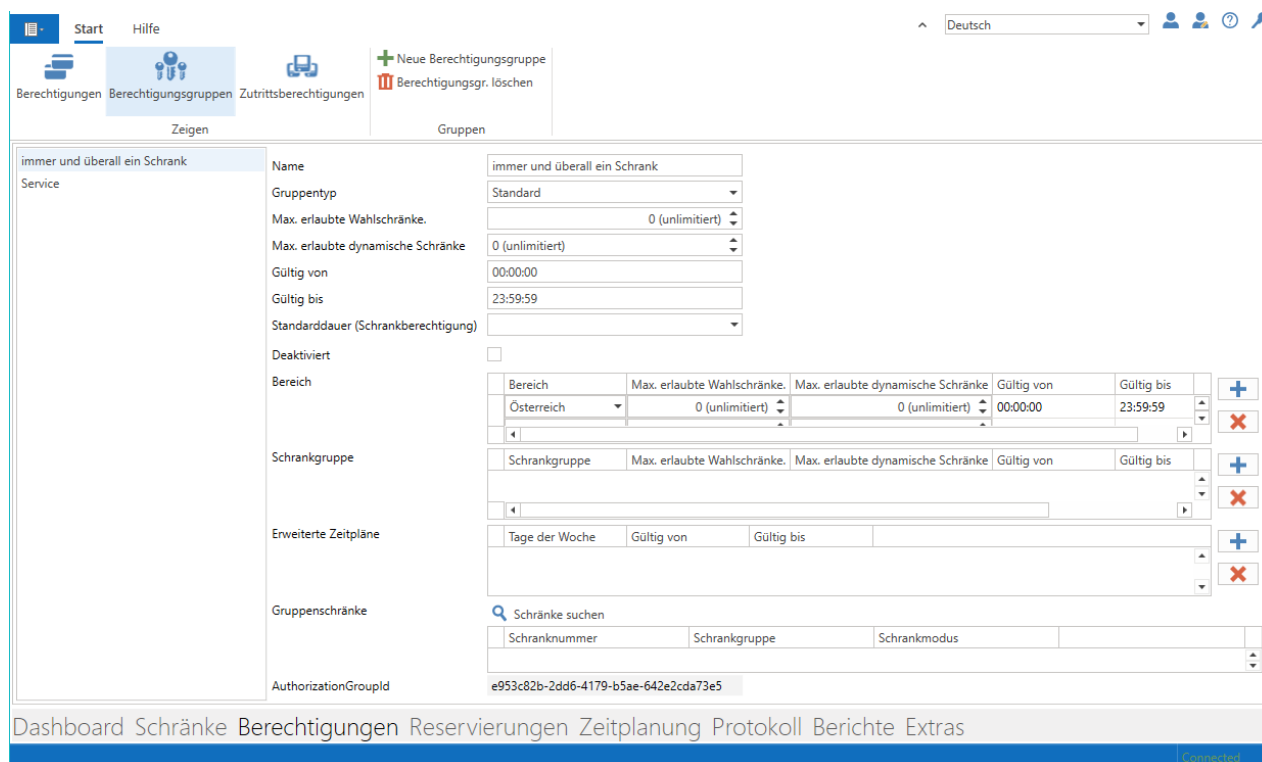 Start Hilfe Deutsch
Neue Berechtigungsgruppe
Berechtigungsgr. löschen
Berechtigungen Berechtigungsgruppen Zutrittsberechtigungen
Zeigen Gruppen
immer und überall ein Schrank
Service
Name immer und überall ein Schrank
Gruppentyp Standard
Max. erlaubte Wahlschränke. 0 (unlimitiert)
Max. erlaubte dynamische Schränke 0 (unlimitiert)
Gültig von 00:00:00
Gültig bis 23:59:59
Standarddauer (Schrankberechtigung)
Deaktiviert
Bereich Bereich Max. erlaubte Wahlschränke. Max. erlaubte dynamische Schränke Gültig von Gültig bis
Österreich 0 (unlimitiert) 0 (unlimitiert) 00:00:00 23:59:59
Schrankgruppe Schrankgruppe Max. erlaubte Wahlschränke. Max. erlaubte dynamische Schränke Gültig von Gültig bis
Erweiterte Zeitpläne Tage der Woche Gültig von Gültig bis
Gruppenschränke Schränke suchen
Schranknummer Schrankgruppe Schrankmodus
AuthorizationGroupId e953c82b-2dd6-4179-b5ae-642e2cda73e5
Dashboard Schränke Berechtigungen Reservierungen Zeitplanung Protokoll Berichte Extras
Connected